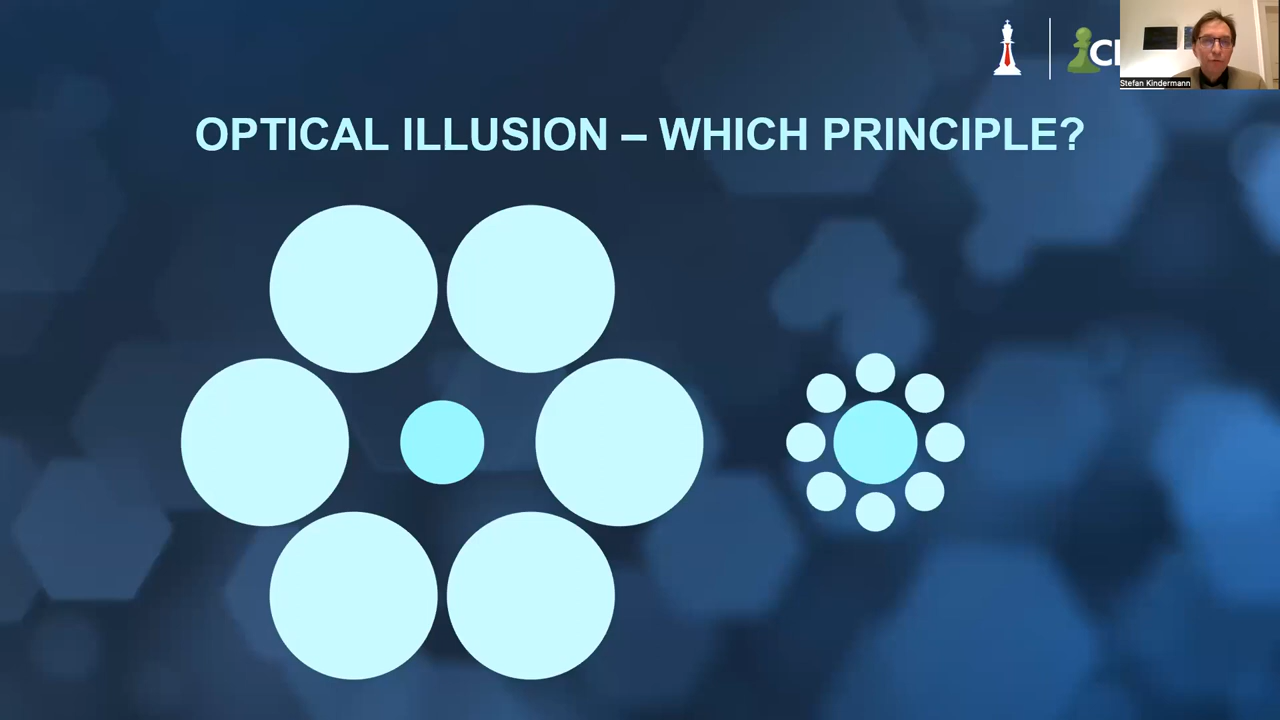 OPTICAL ILLUSION – WHICH PRINCIPLE?
Stefan Kindermann